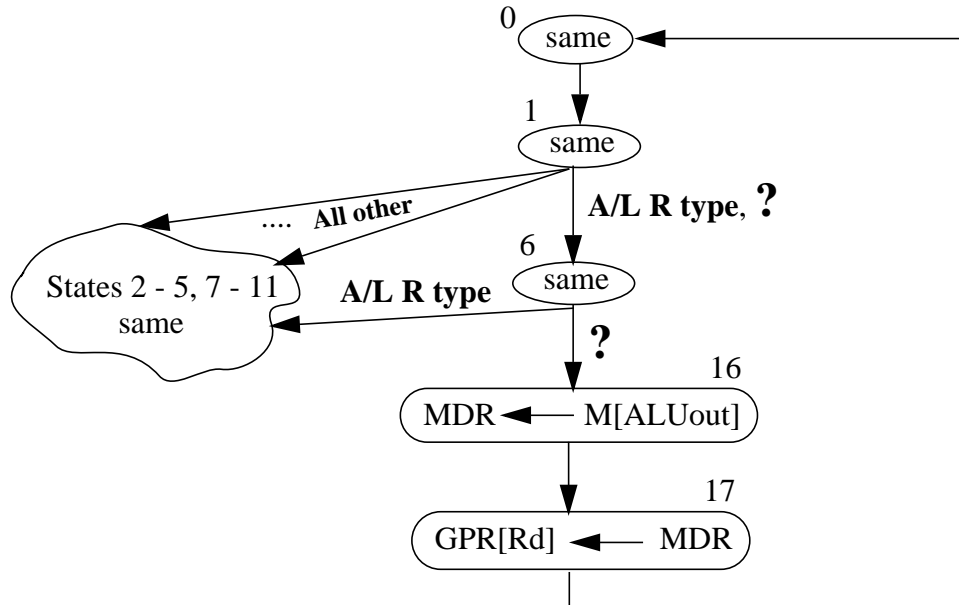 0
same
1
same
.... All other
A/L R type, ?
6
same
States 2 - 5, 7 - 11
same
A/L R type
?
16
MDR M[ALUout]
17
GPR[Rd] MDR